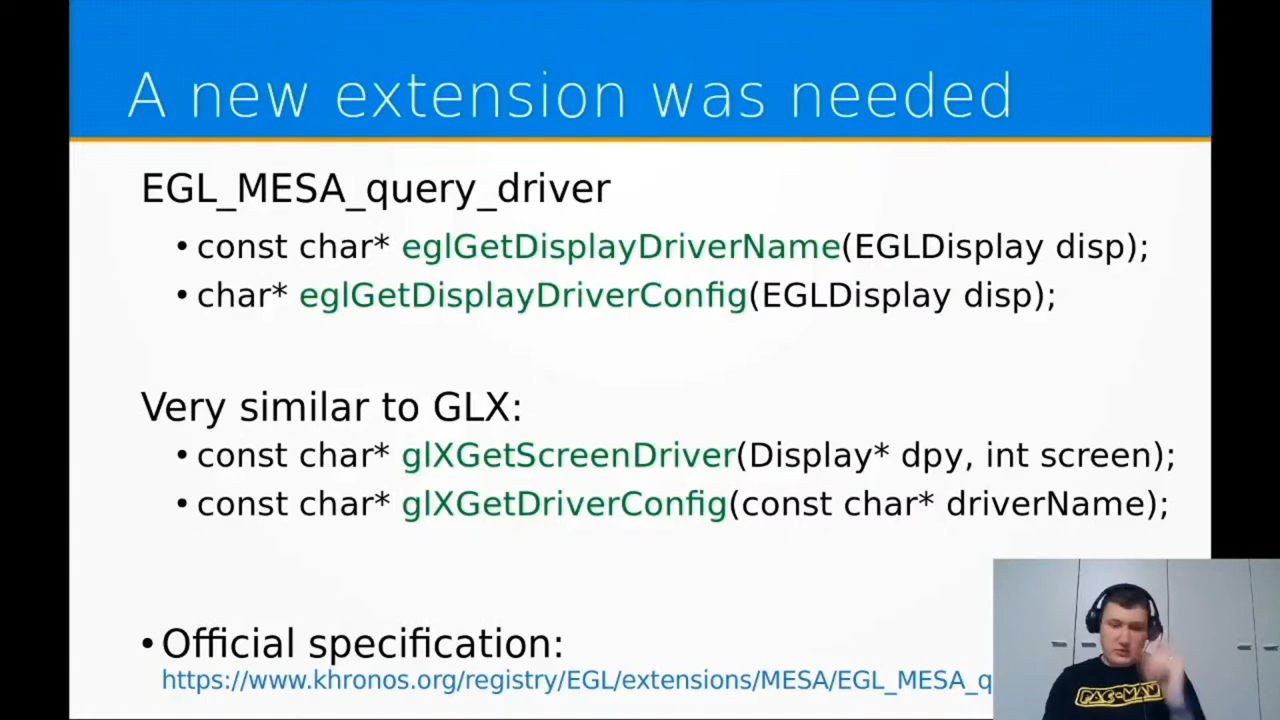 A new extension was needed
EGL_MESA_query_driver
• const char* eglGetDisplayDriverName(EGLDisplay disp);
• char* eglGetDisplayDriverConfig(EGLDisplay disp);
Very similar to GLX:
• const char* glXGetScreenDriver(Display* dpy, int screen);
• const char* glXGetDriverConfig(const char* driverName);
• Official specification:
https://www.khronos.org/registry/EGL/extensions/MESA/EGL_MESA_q
PAC-MAN